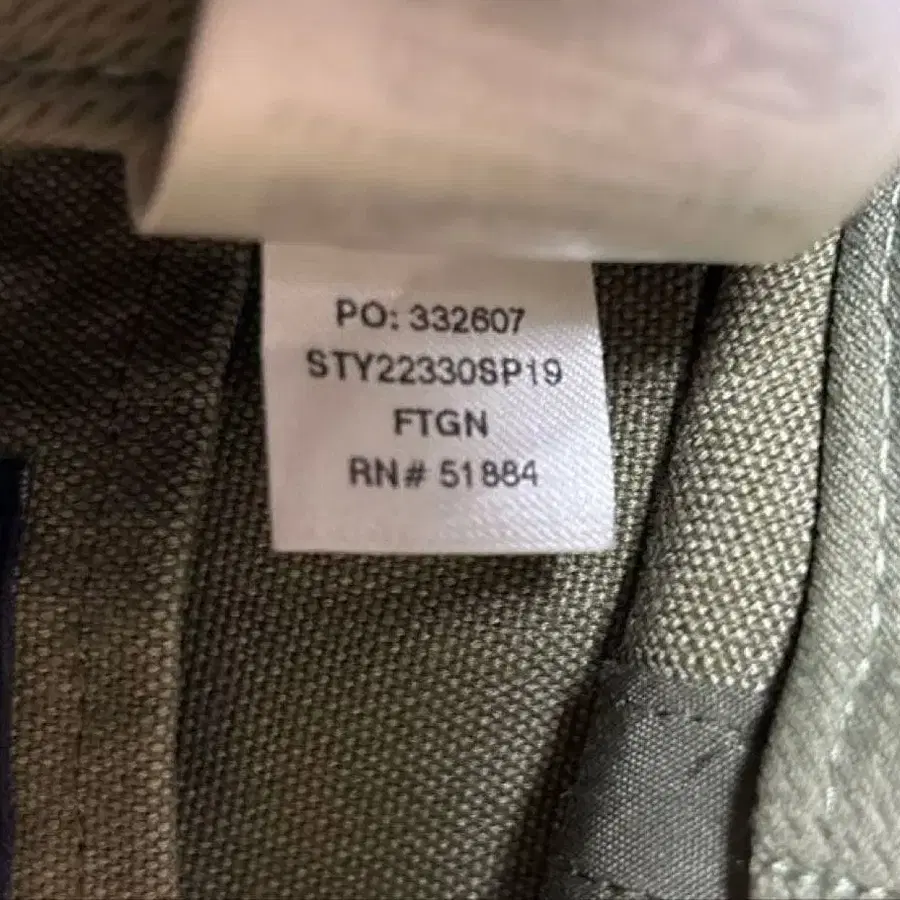 PO: 332607
STY22330SP19
FTGN
RN# 51884